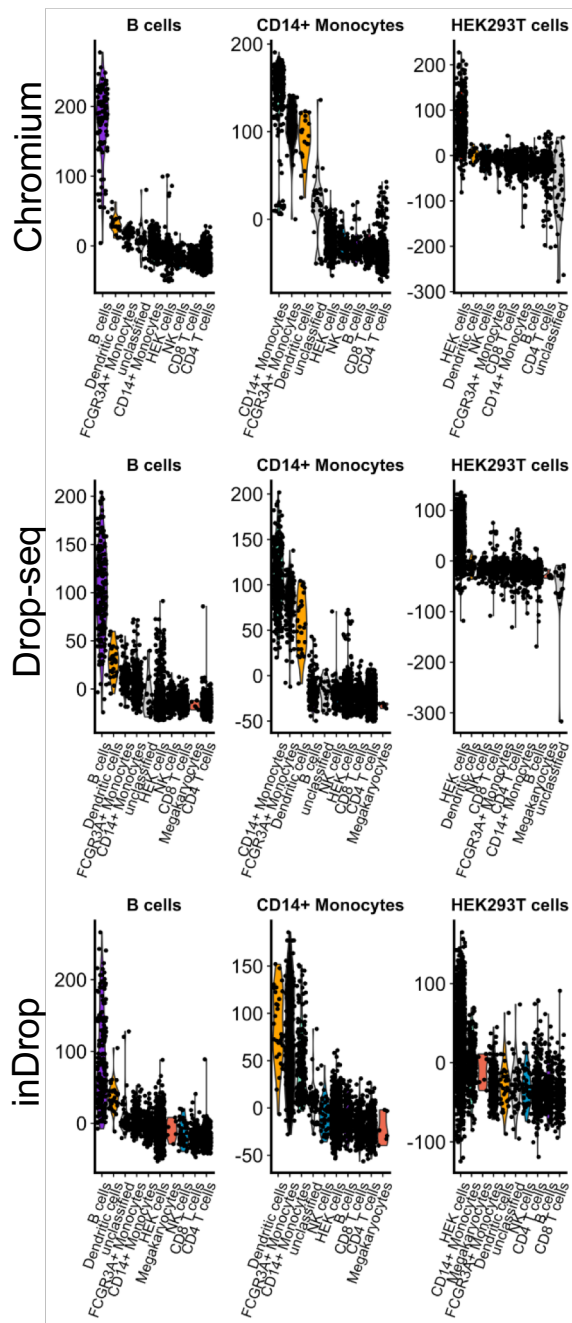 Chromium
B cells
200
100
0
B cells
Dendritic cells
FCGR3A+ Monocytes
unclassified
CD14+ Monocytes
HEK cells
NK cells
CD8 T cells
CD4 T cells
CD14+ Monocytes
200
100
0
CD14+ Monocytes
FCGR3A+ Monocytes
Dendritic cells
unclassified
HEK cells
NK cells
B cells
CD8 T cells
CD4 T cells
HEK293T cells
200
100
0
-100
-200
-300
HEK cells
Dendritic cells
NK cells
FCGR3A+ Monocytes
CD8 T cells
CD14+ Monocytes
B cells
CD4 T cells
unclassified
Drop-seq
B cells
200
150
100
50
0
B cells
Dendritic cells
FCGR3A+ Monocytes
CD14+ Monocytes
unclassified
HEK cells
NK cells
CD8 T cells
Megakaryocytes
CD4 T cells
CD14+ Monocytes
200
150
100
50
0
-50
CD14+ Monocytes
FCGR3A+ Monocytes
Dendritic cells
B cells
unclassified
NK cells
HEK cells
CD8 T cells
CD4 T cells
Megakaryocytes
HEK293T cells
100
0
-100
-200
-300
HEK cells
Dendritic cells
NK cells
CD8 T cells
FCGR3A+ Monocytes
CD4 T cells
CD14+ Monocytes
B cells
Megakaryocytes
unclassified
inDrop
B cells
200
100
0
B cells
Dendritic cells
unclassified
FCGR3A+ Monocytes
CD14+ Monocytes
HEK cells
Megakaryocytes
NK cells
CD8 T cells
CD4 T cells
CD14+ Monocytes
150
100
50
0
-50
Dendritic cells
FCGR3A+ Monocytes
CD14+ Monocytes
unclassified
NK cells
HEK cells
B cells
CD8 T cells
CD4 T cells
Megakaryocytes
HEK293T cells
100
0
-100
HEK cells
CD14+ Monocytes
Megakaryocytes
FCGR3A+ Monocytes
Dendritic cells
unclassified
NK cells
CD4 T cells
B cells
CD8 T cells